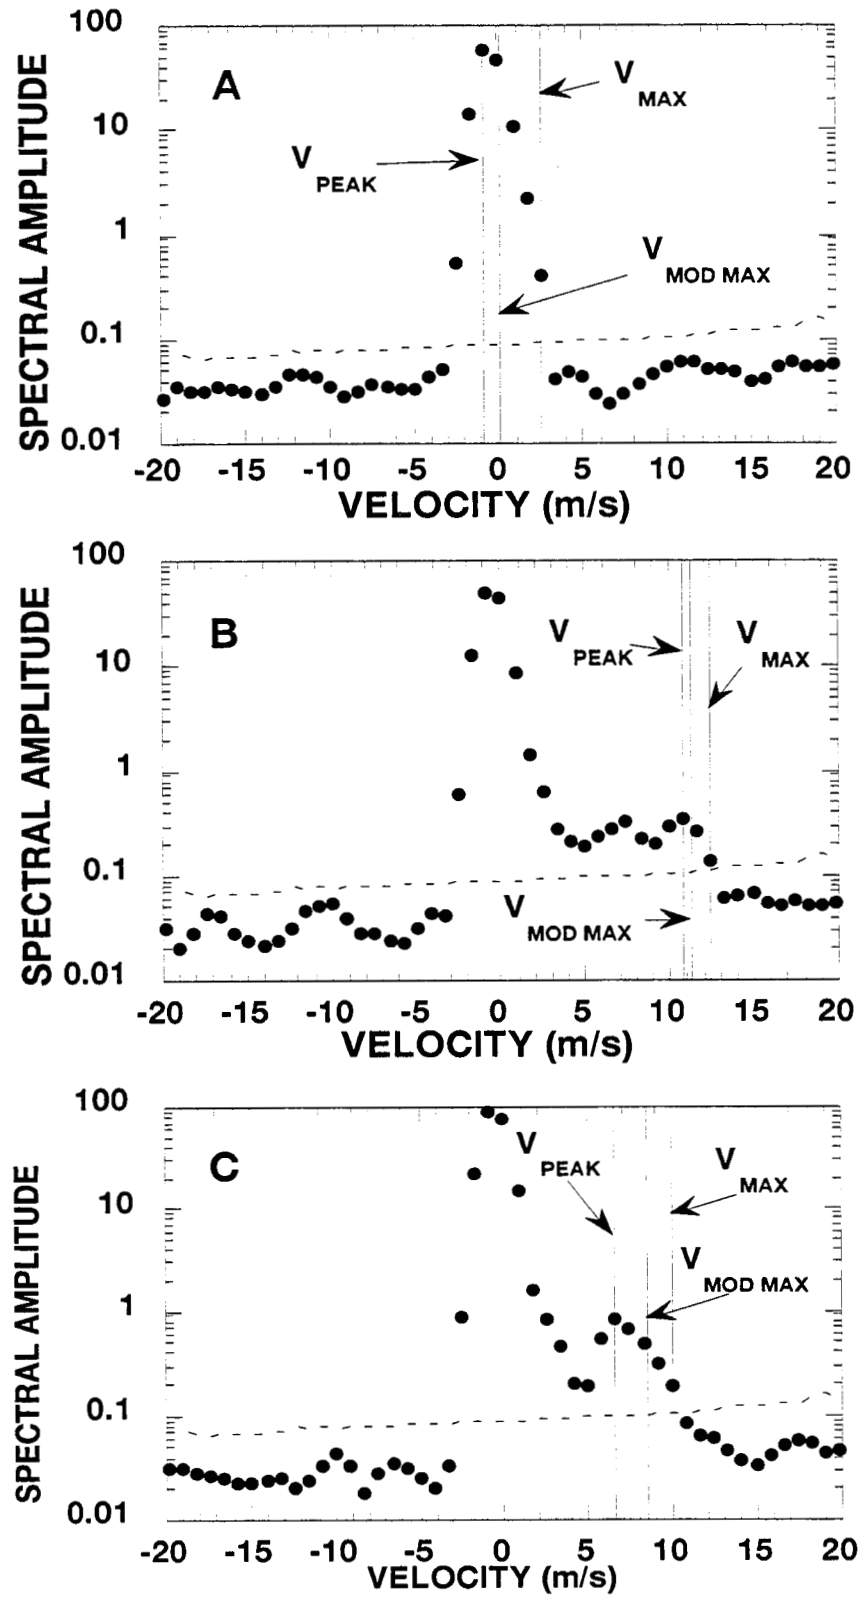 100
A
V MAX
10
V PEAK
1
V MOD MAX
0.1
0.01
SPECTRAL AMPLITUDE
-20 -15 -10 -5 0 5 10 15 20
VELOCITY (m/s)
100
B
V PEAK
V MAX
10
1
0.1
V MOD MAX
0.01
SPECTRAL AMPLITUDE
-20 -15 -10 -5 0 5 10 15 20
VELOCITY (m/s)
100
C
V PEAK
V MAX
10
V MOD MAX
1
0.1
0.01
SPECTRAL AMPLITUDE
-20 -15 -10 -5 0 5 10 15 20
VELOCITY (m/s)